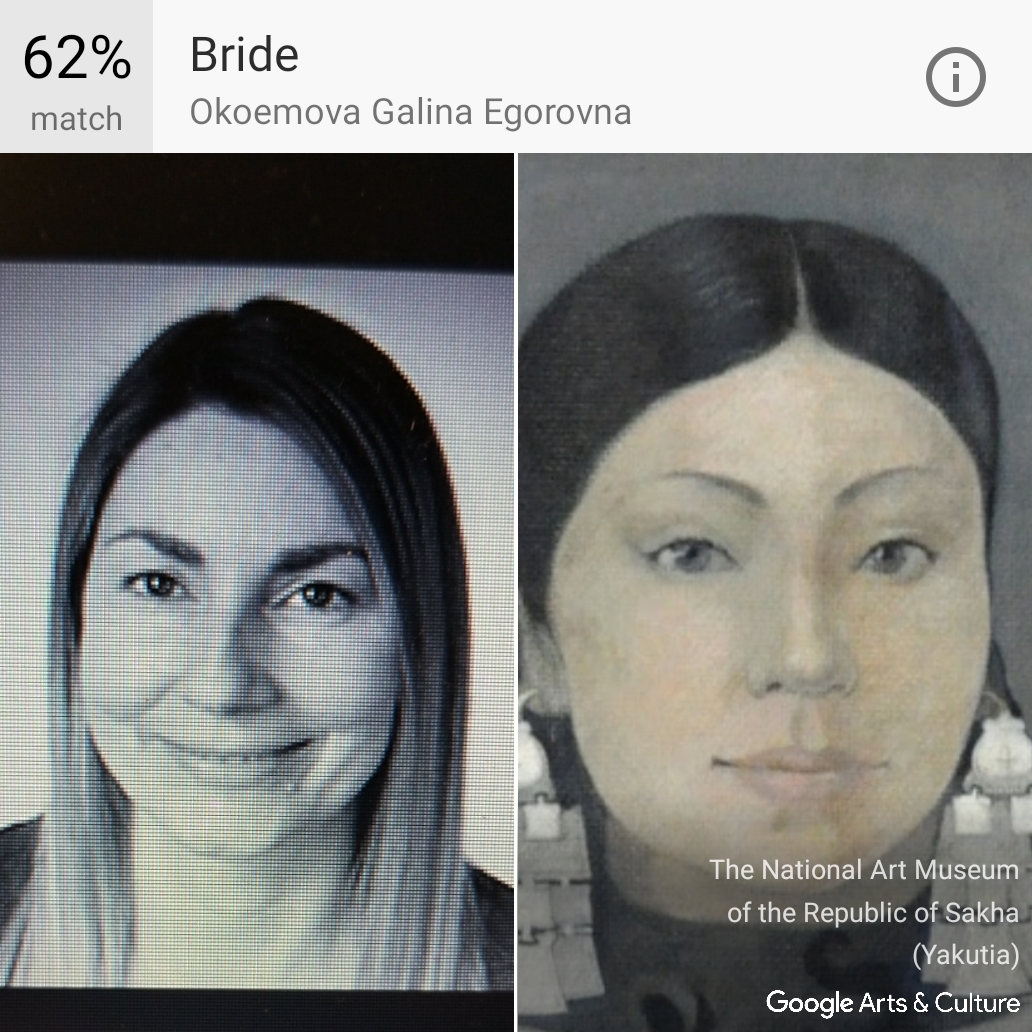 62%
match
Bride
Okoemova Galina Egorovna
The National Art Museum
of the Republic of Sakha
(Yakutia)
Google Arts & Culture